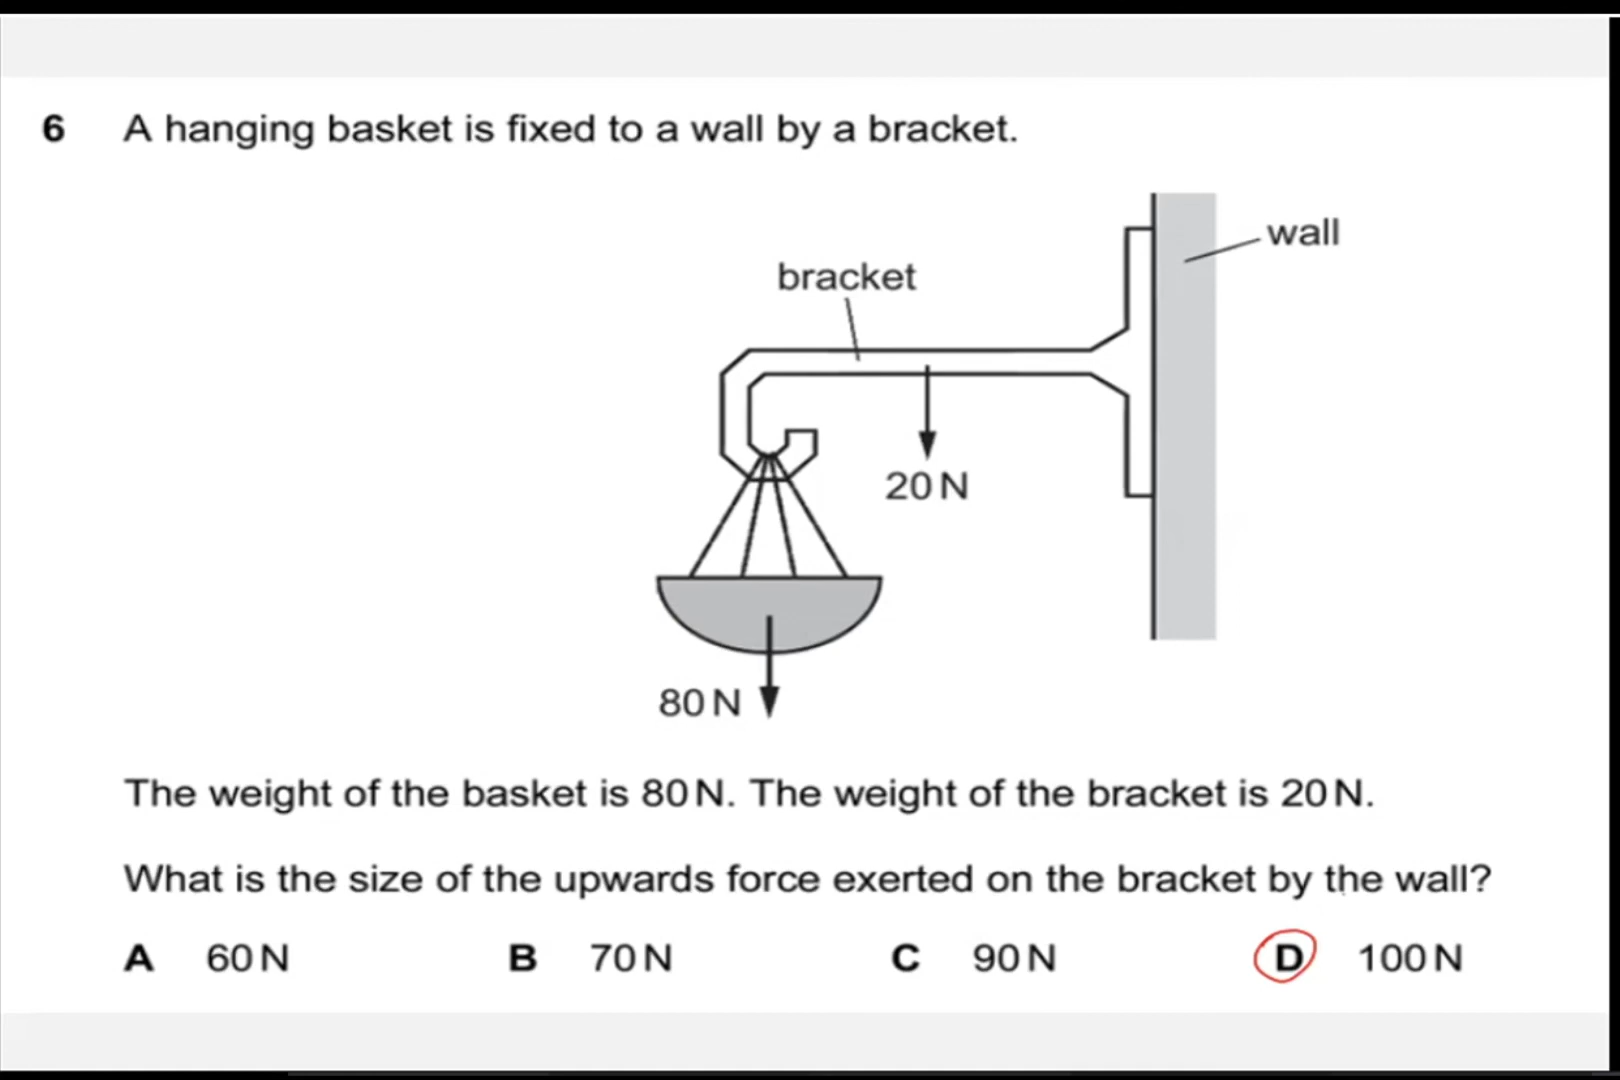 6 A hanging basket is fixed to a wall by a bracket.
wall
bracket
20 N
80 N
The weight of the basket is 80 N. The weight of the bracket is 20 N.
What is the size of the upwards force exerted on the bracket by the wall?
A 60 N B 70 N C 90 N D 100 N